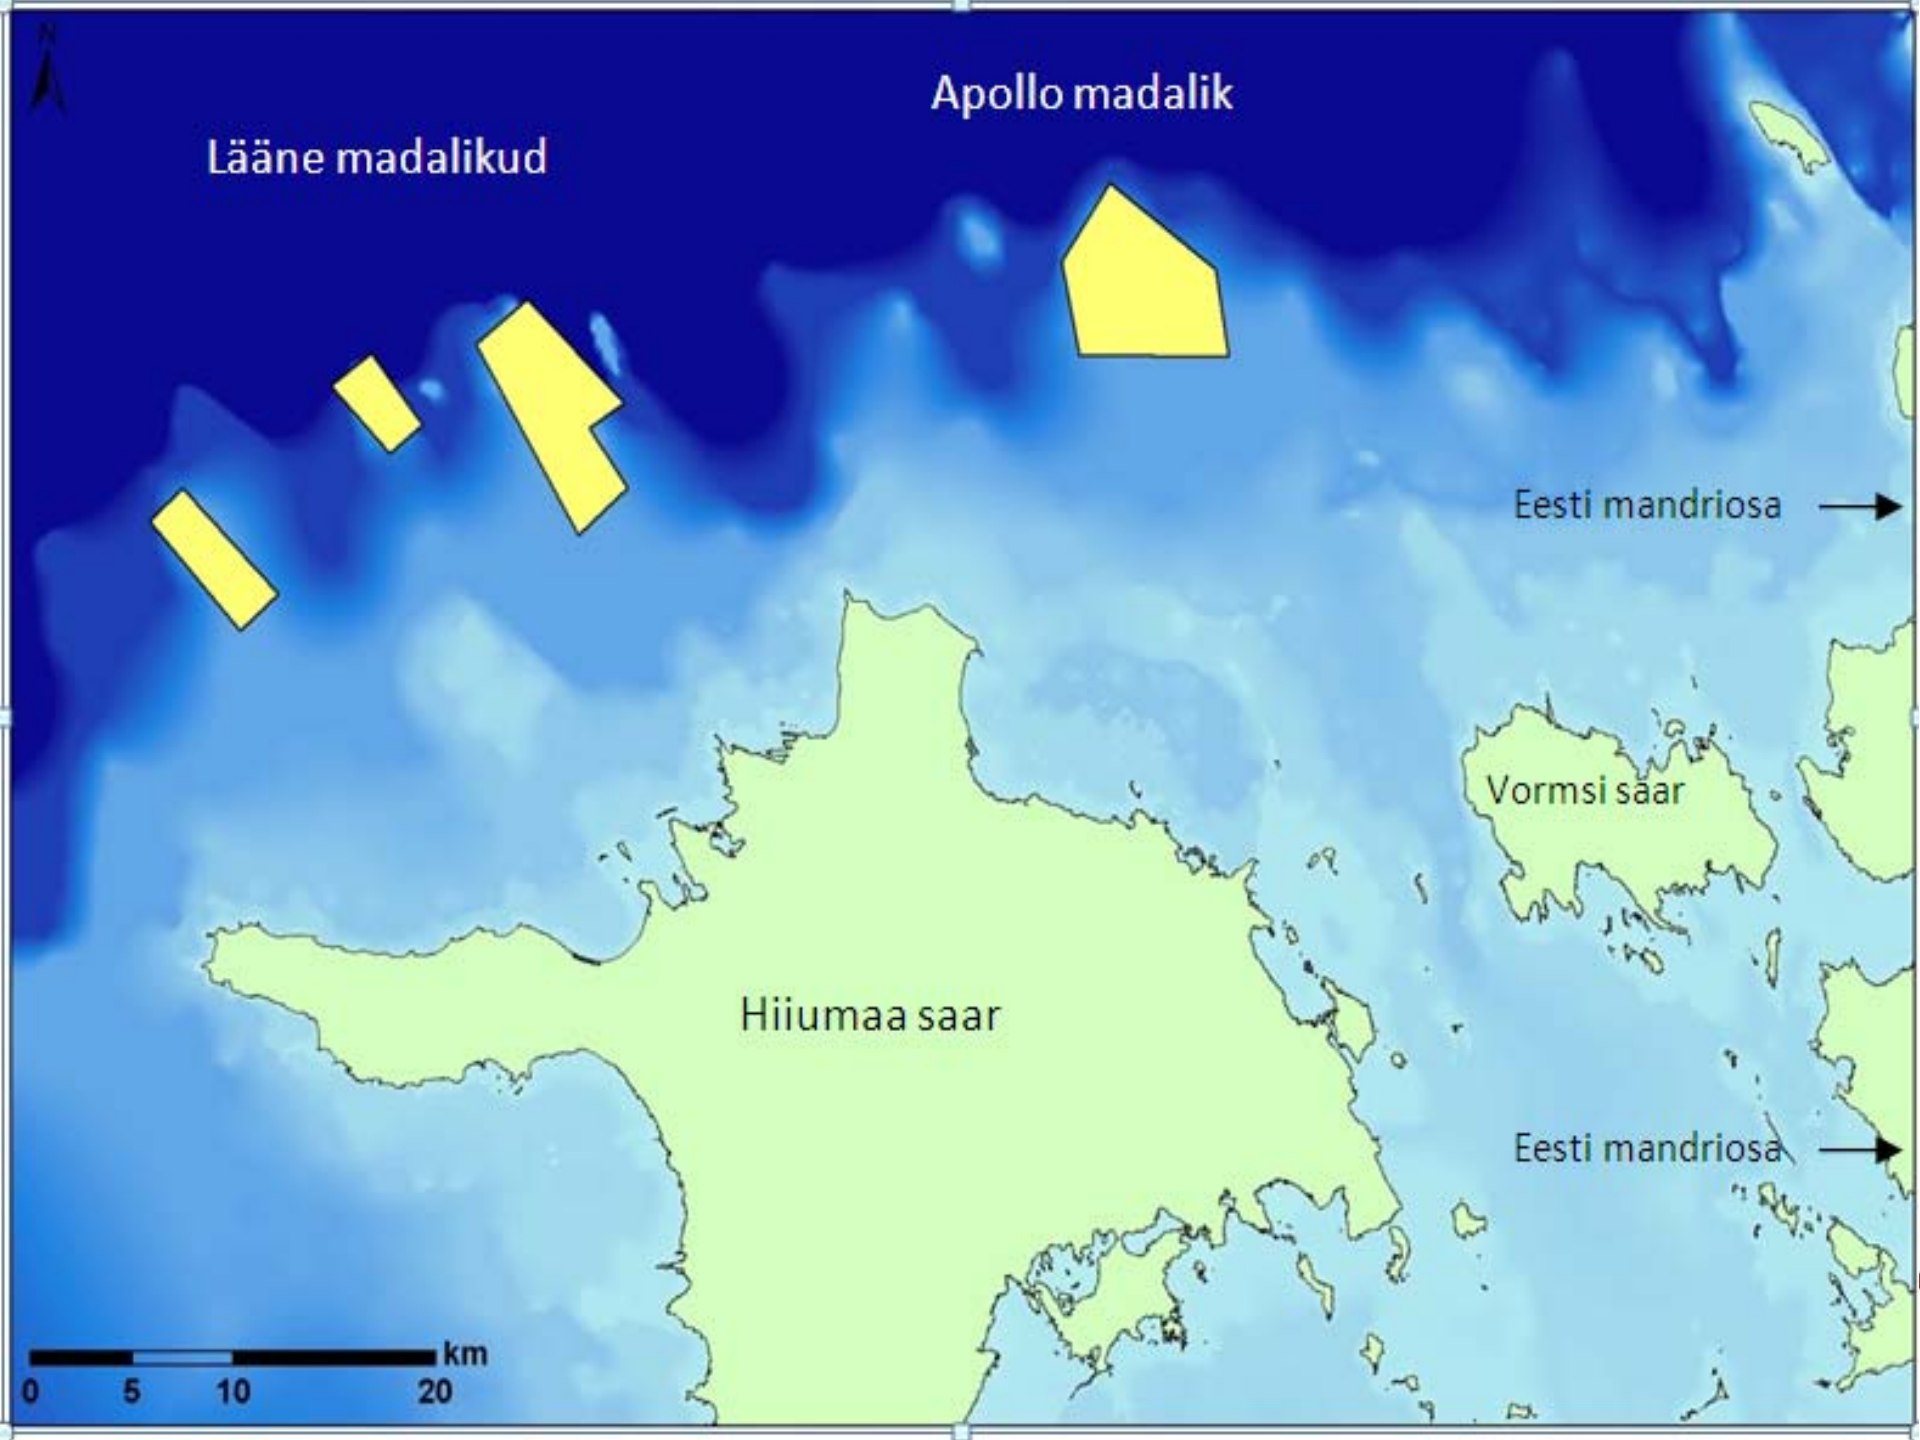 N
Apollo madalik
Lääne madalikud
Eesti mandriosa
Vormsi saar
Hiiumaa saar
Eesti mandriosa
km
0 5 10 20